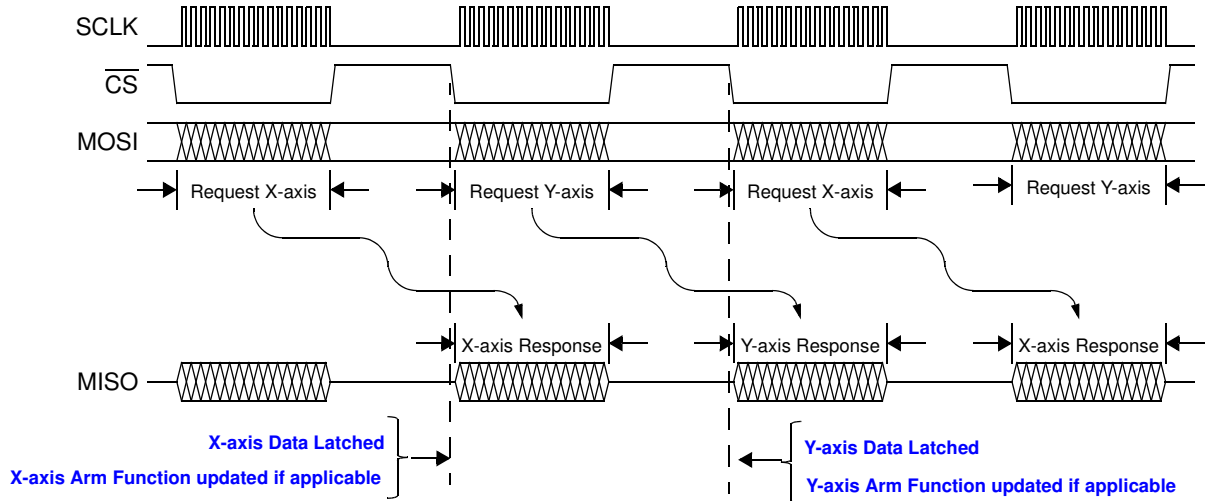 SCLK
CS
MOSI
Request X-axis
Request Y-axis
Request X-axis
Request Y-axis
X-axis Response
Y-axis Response
X-axis Response
MISO
X-axis Data Latched
X-axis Arm Function updated if applicable
Y-axis Data Latched
Y-axis Arm Function updated if applicable